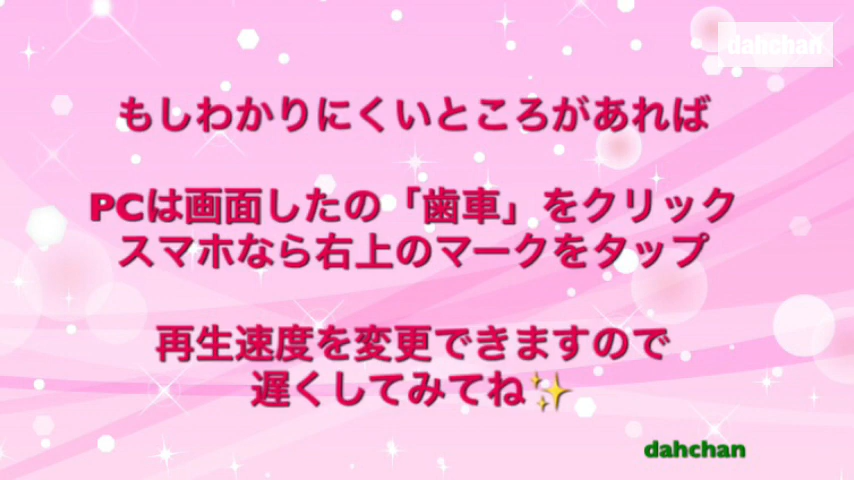 dahchan
もしわかりにくいところがあれば
PCは画面したの「歯車」をクリック
スマホなら右上のマークをタップ
再生速度を変更できますので
遅くしてみてね✨
dahchan